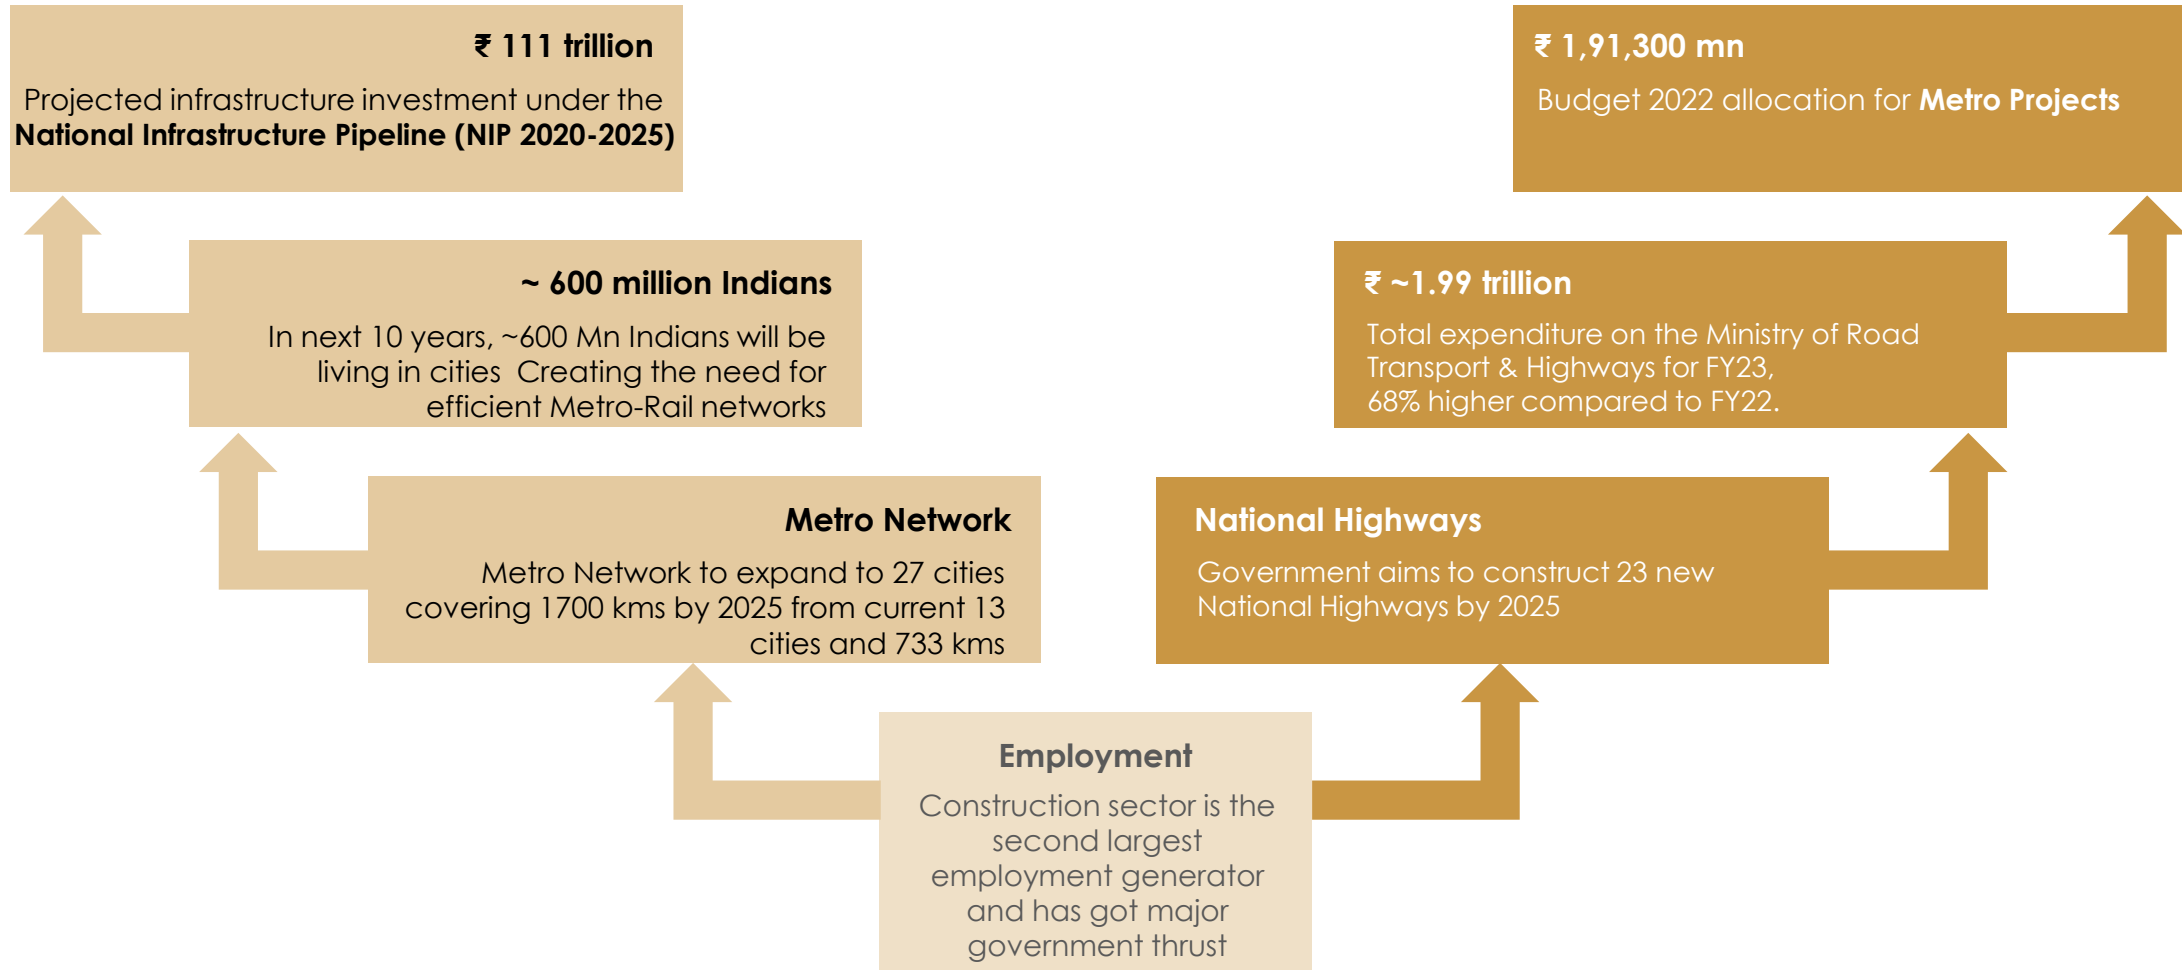 ₹ 111 trillion
Projected infrastructure investment under the
National Infrastructure Pipeline (NIP 2020-2025)
₹ 1,91,300 mn
Budget 2022 allocation for Metro Projects
~ 600 million Indians
In next 10 years, ~600 Mn Indians will be
living in cities  Creating the need for
efficient Metro-Rail networks
₹ ~1.99 trillion
Total expenditure on the Ministry of Road
Transport & Highways for FY23,
68% higher compared to FY22.
Metro Network
Metro Network to expand to 27 cities
covering 1700 kms by 2025 from current 13
cities and 733 kms
National Highways
Government aims to construct 23 new
National Highways by 2025
Employment
Construction sector is the
second largest
employment generator
and has got major
government thrust